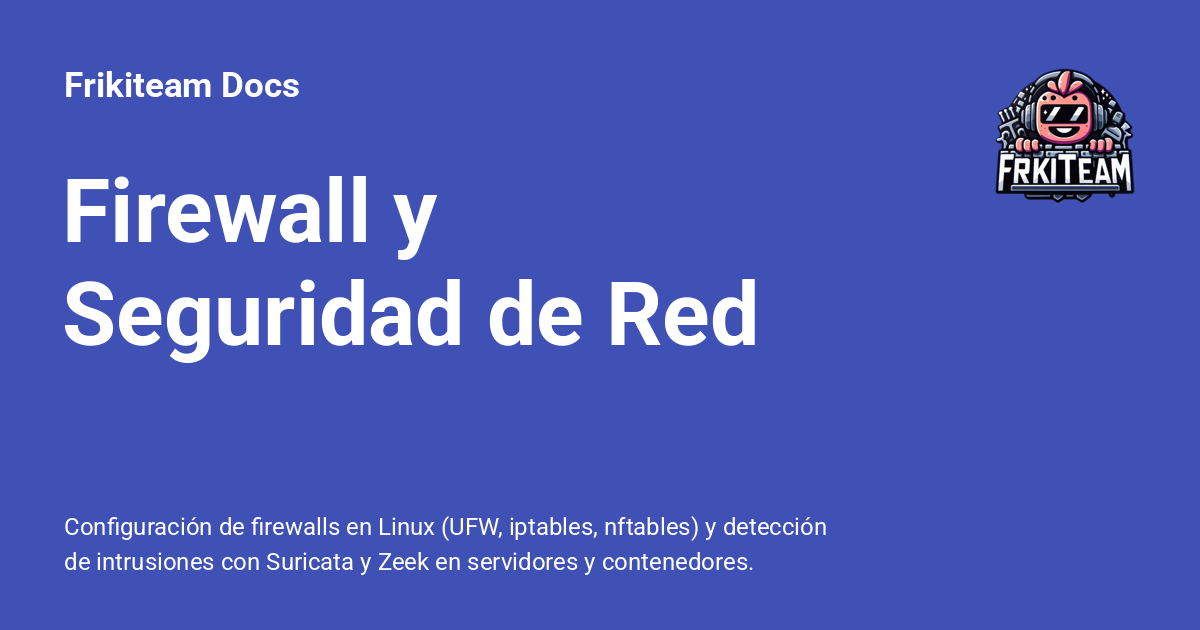 Frikiteam Docs
FRKITEAM
Firewall y
Seguridad de Red
Configuración de firewalls en Linux (UFW, iptables, nftables) y detección
de intrusiones con Suricata y Zeek en servidores y contenedores.